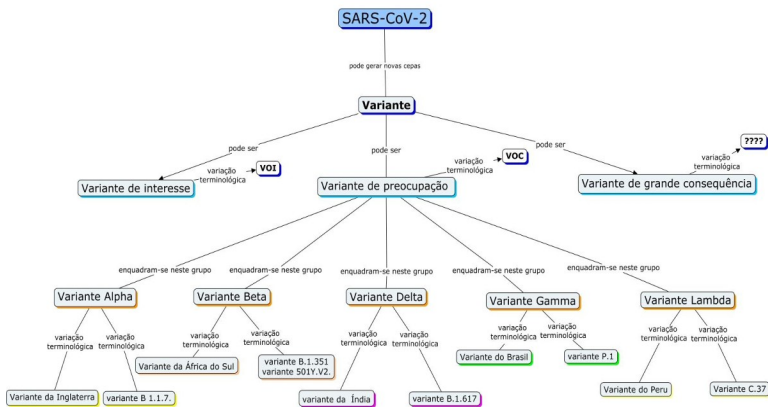 SARS-CoV-2
pode gerar novas cepas
Variante
pode ser
pode ser
pode ser
????
variação
terminológica
VOI
variação
terminológica
VOC
variação
terminológica
Variante de interesse
Variante de preocupação
Variante de grande consequência
enquadram-se neste grupo
enquadram-se neste grupo
enquadram-se neste grupo
enquadram-se neste grupo
enquadram-se neste grupo
Variante Alpha
Variante Beta
Variante Delta
Variante Gamma
Variante Lambda
variação
terminológica
variação
terminológica
variação
terminológica
variação
terminológica
variação
terminológica
variação
terminológica
variação
terminológica
variação
terminológica
variação
terminológica
variação
terminológica
Variante da Inglaterra
variante B 1.1.7.
Variante da África do Sul
variante B.1.351
variante 501Y.V2.
variante da Índia
variante B.1.617
Variante do Brasil
variante P.1
Variante do Peru
Variante C.37